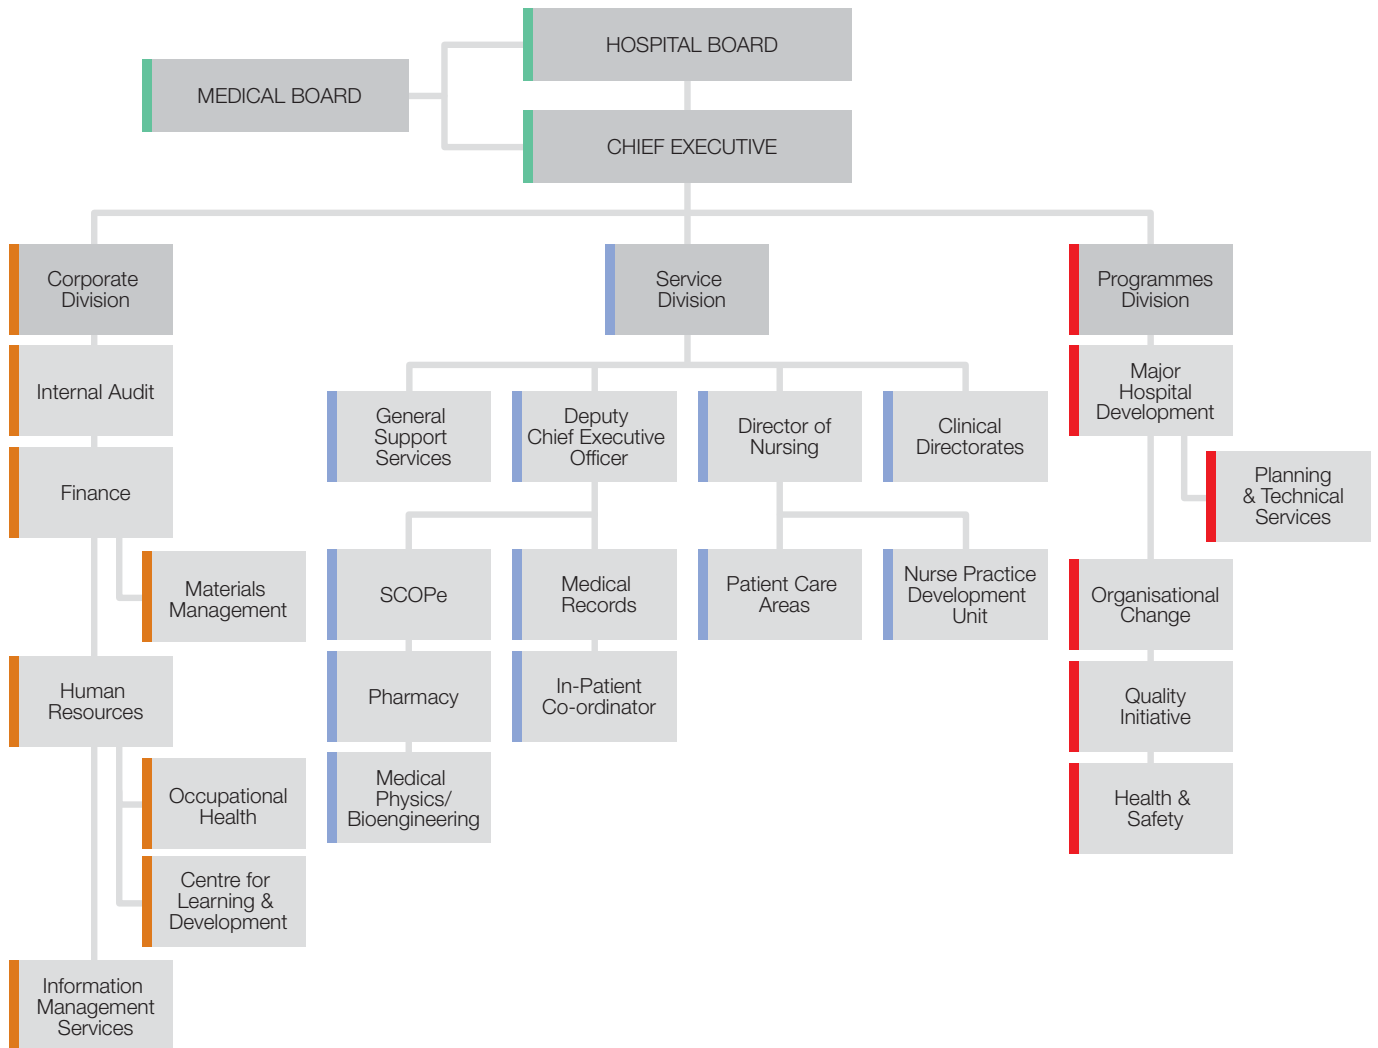 HOSPITAL BOARD
MEDICAL BOARD
CHIEF EXECUTIVE
Corporate
Division
Service
Division
Programmes
Division
Internal Audit
Finance
Materials
Management
Human
Resources
Occupational
Health
Centre for
Learning &
Development
Information
Management
Services
General
Support
Services
Deputy
Chief Executive
Officer
Director of
Nursing
Clinical
Directorates
SCOPe
Medical
Records
Patient Care
Areas
Nurse Practice
Development
Unit
Pharmacy
In-Patient
Co-ordinator
Medical
Physics/
Bioengineering
Major
Hospital
Development
Planning
& Technical
Services
Organisational
Change
Quality
Initiative
Health &
Safety